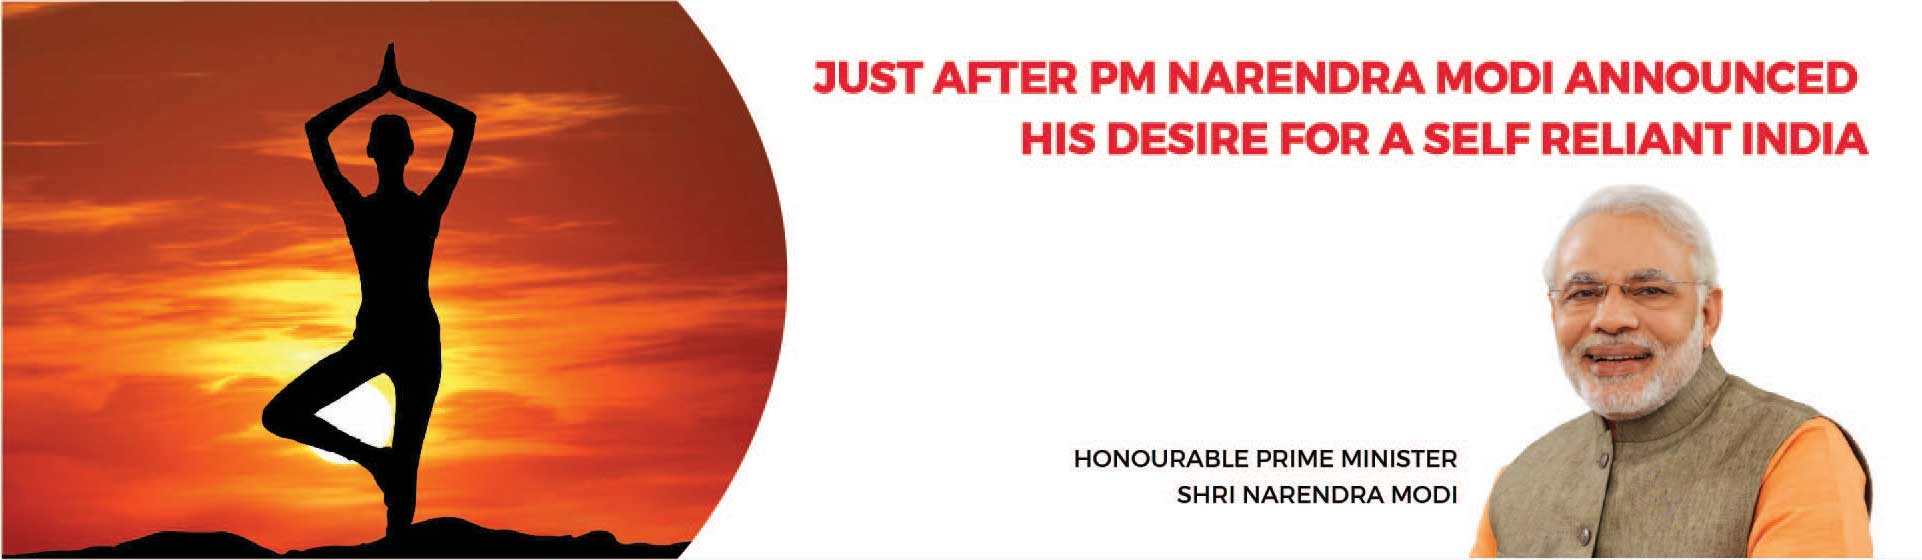 JUST AFTER PM NARENDRA MODI ANNOUNCED
HIS DESIRE FOR A SELF RELIANT INDIA
HONOURABLE PRIME MINISTER
SHRI NARENDRA MODI